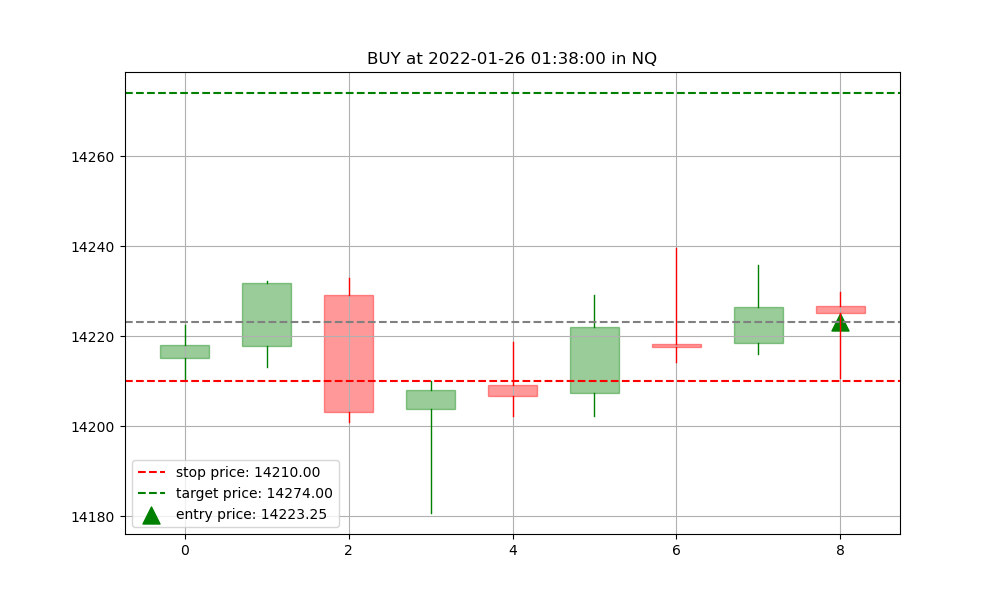 BUY at 2022-01-26 01:38:00 in NQ
14260
14240
14220
14200
14180
stop price: 14210.00
target price: 14274.00
entry price: 14223.25
0 2 4 6 8